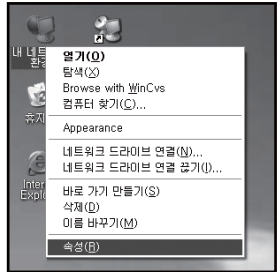 내 네트
환경
휴지
Inter
Explo
열기(O)
탐색(X)
Browse with WinCvs
컴퓨터 찾기(C)...
Appearance
네트워크 드라이브 연결(N)...
네트워크 드라이브 연결 끊기(I)...
바로 가기 만들기(S)
삭제(D)
이름 바꾸기(M)
속성(R)